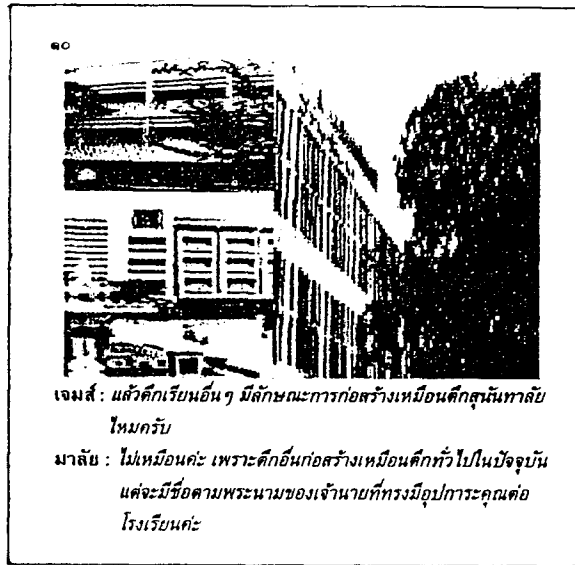 ๑๐
เจมส์ : แล้วตึกเรียนอื่น ๆ มีลักษณะการก่อสร้างเหมือนตึกสุนันทาลัย
ไหมครับ
มาลัย : ไม่เหมือนค่ะ เพราะตึกอื่นก่อสร้างเหมือนตึกทั่วไปในปัจจุบัน
แต่จะมีชื่อตามพระนามของเจ้านายที่ทรงมีอุปการะคุณต่อ
โรงเรียนค่ะ